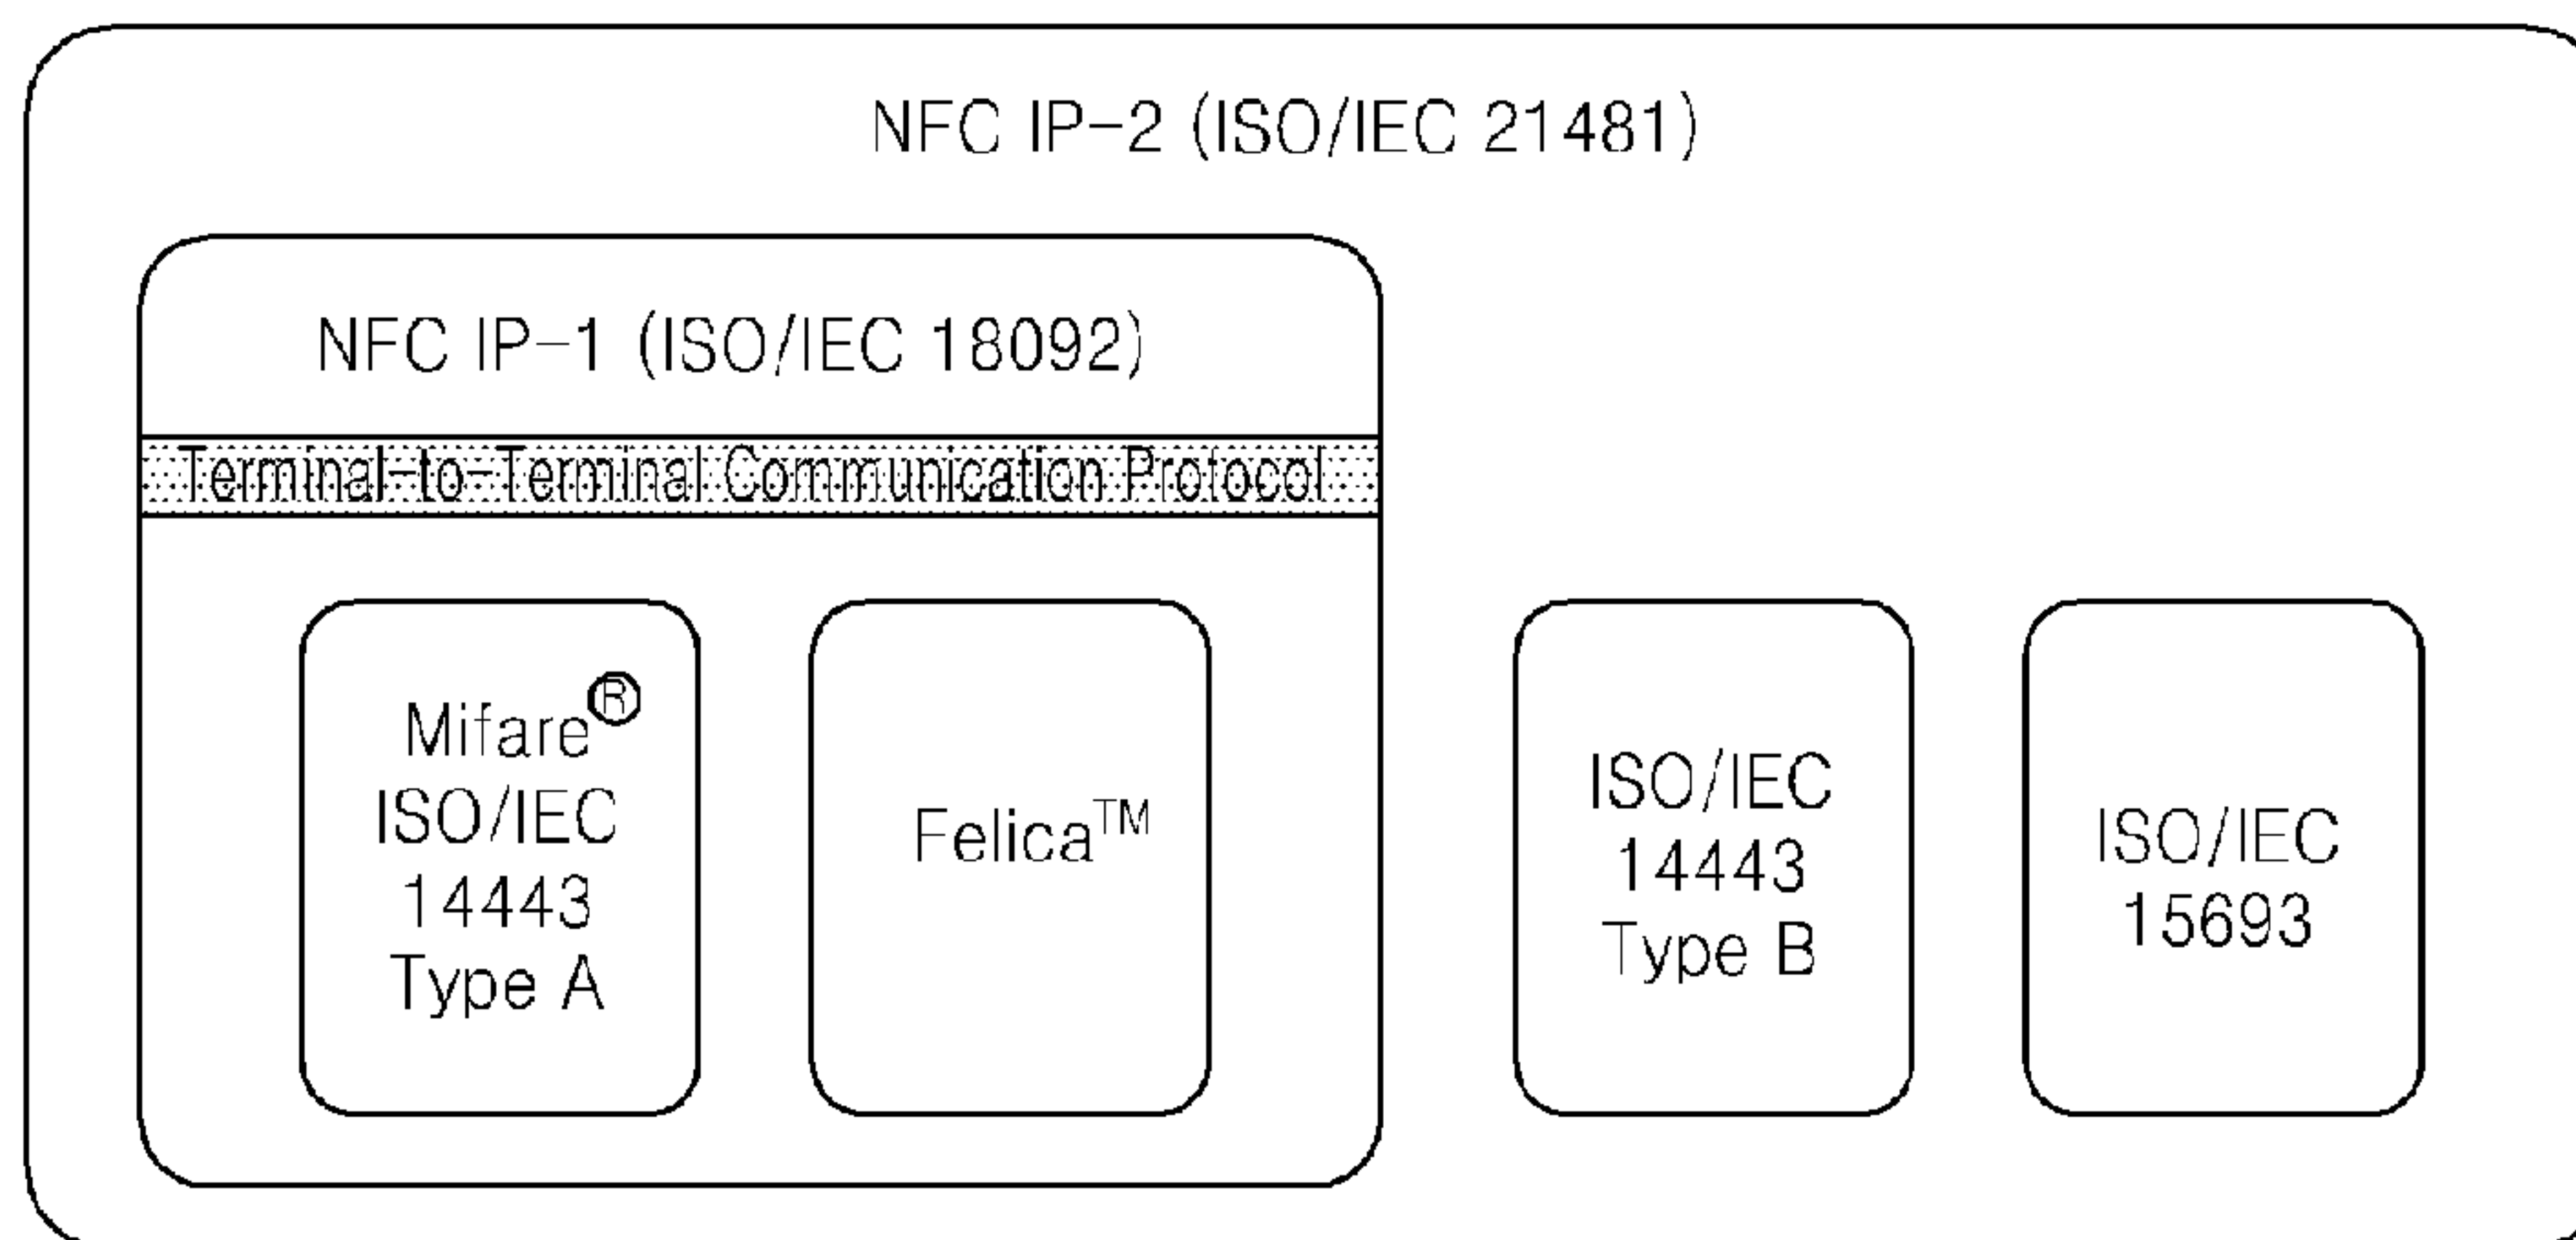 NFC IP-2 (ISO/IEC 21481)
NFC IP-1 (ISO/IEC 18092)
Terminal-to-Terminal Communication Protocol
Mifare®
ISO/IEC
14443
Type A
Felica™
ISO/IEC
14443
Type B
ISO/IEC
15693